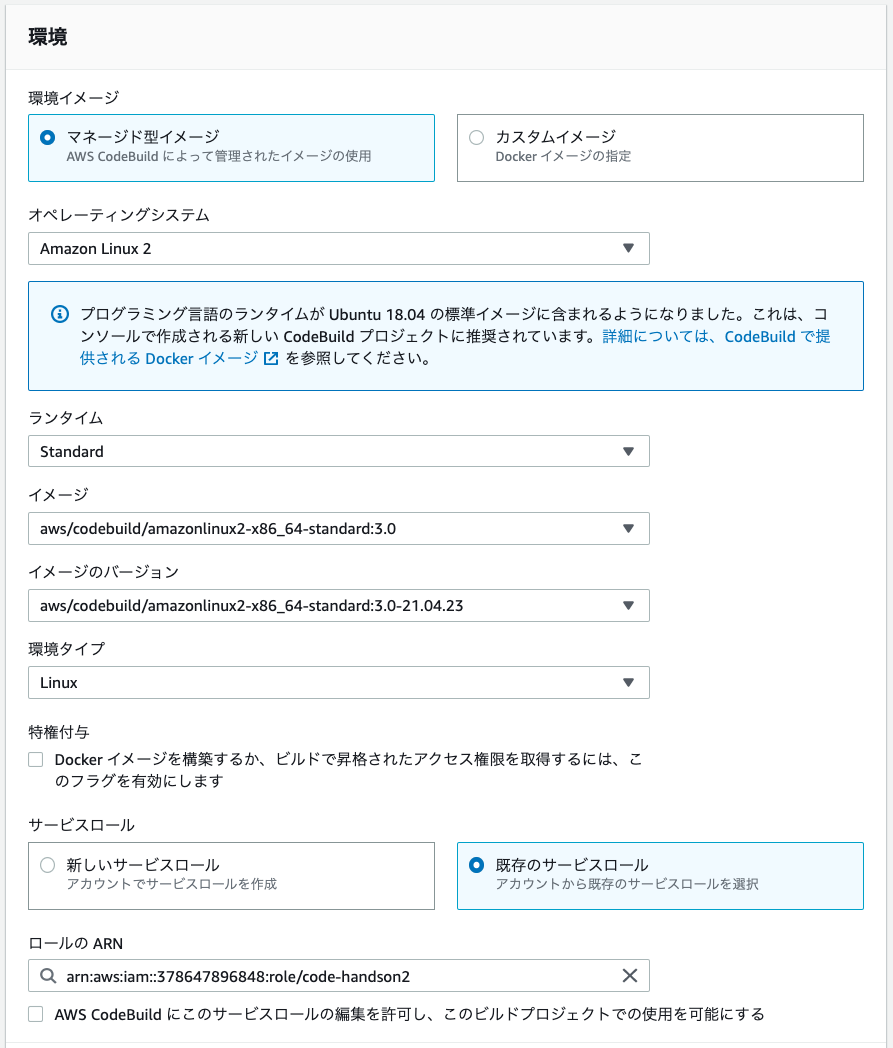 環境
環境イメージ
マネージド型イメージ
AWS CodeBuild によって管理されたイメージの使用
カスタムイメージ
Docker イメージの指定
オペレーティングシステム
Amazon Linux 2
プログラミング言語のランタイムが Ubuntu 18.04 の標準イメージに含まれるようになりました。これは、コ
ンソールで作成される新しい CodeBuild プロジェクトに推奨されています。詳細については、CodeBuild で提
供される Docker イメージ を参照してください。
ランタイム
Standard
イメージ
aws/codebuild/amazonlinux2-x86_64-standard:3.0
イメージのバージョン
aws/codebuild/amazonlinux2-x86_64-standard:3.0-21.04.23
環境タイプ
Linux
特権付与
Docker イメージを構築するか、ビルドで昇格されたアクセス権限を取得するには、こ
のフラグを有効にします
サービスロール
新しいサービスロール
アカウントでサービスロールを作成
既存のサービスロール
アカウントから既存のサービスロールを選択
ロールの ARN
arn:aws:iam::378647896848:role/code-handson2
AWS CodeBuild にこのサービスロールの編集を許可し、このビルドプロジェクトでの使用を可能にする